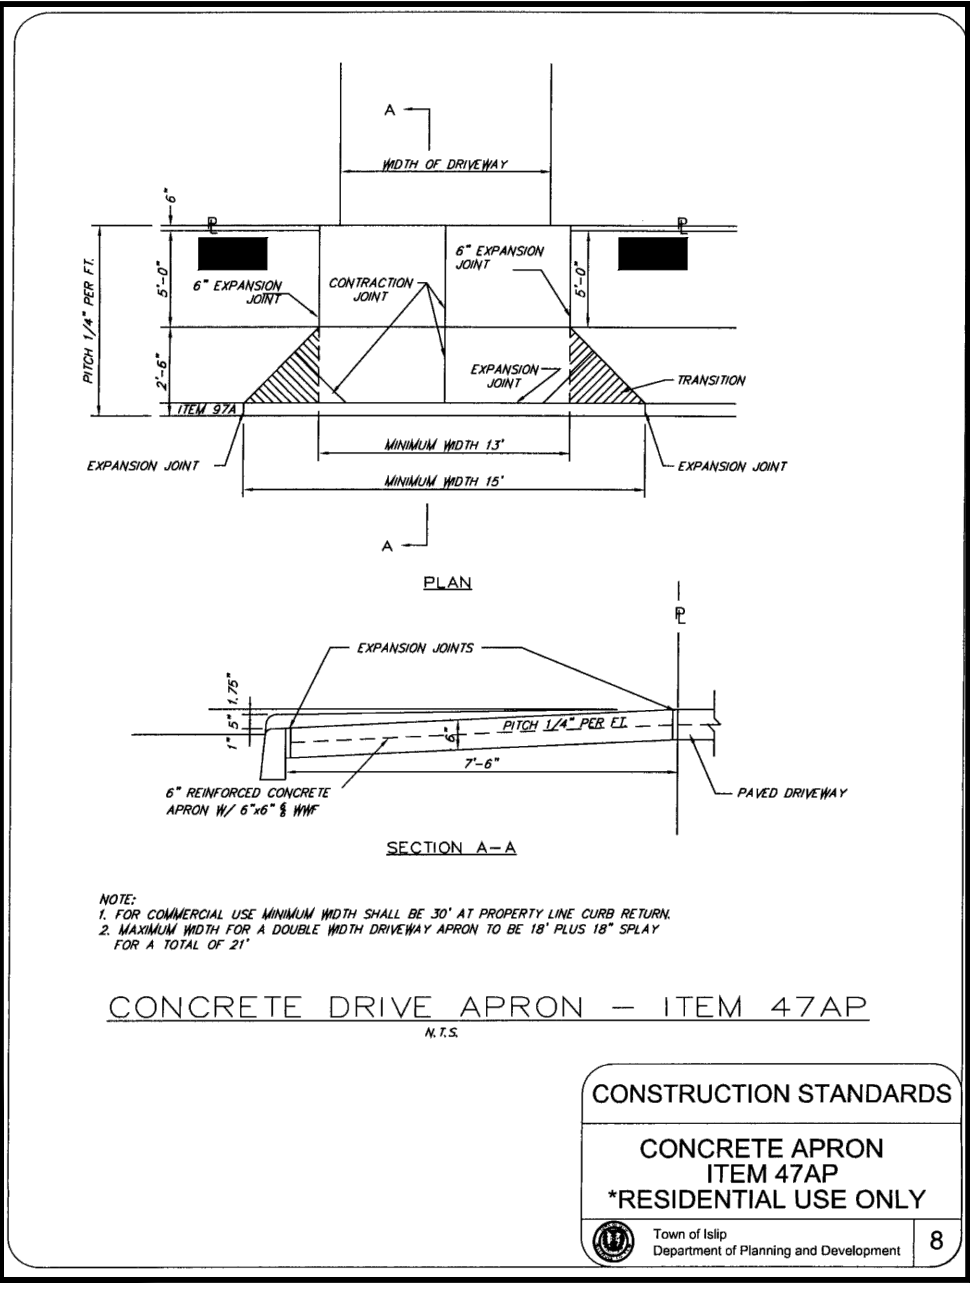 A
WIDTH OF DRIVEWAY
6"
PL
PL
6" EXPANSION
JOINT
PITCH 1/4" PER FT.
5'-0"
6" EXPANSION
JOINT
CONTRACTION
JOINT
5'-0"
2'-6"
EXPANSION
JOINT
TRANSITION
ITEM 97A
MINIMUM WIDTH 13'
EXPANSION JOINT
EXPANSION JOINT
MINIMUM WIDTH 15'
A
PLAN
PL
EXPANSION JOINTS
1.75"
5"
1"
PITCH 1/4" PER FT.
6"
7'-6"
6" REINFORCED CONCRETE
APRON W/ 6"x6" WWF
PAVED DRIVEWAY
SECTION A-A
NOTE:
1. FOR COMMERCIAL USE MINIMUM WIDTH SHALL BE 30' AT PROPERTY LINE CURB RETURN.
2. MAXIMUM WIDTH FOR A DOUBLE WIDTH DRIVEWAY APRON TO BE 18' PLUS 18" SPLAY
FOR A TOTAL OF 21'
CONCRETE DRIVE APRON - ITEM 47AP
N.T.S.
CONSTRUCTION STANDARDS
CONCRETE APRON
ITEM 47AP
*RESIDENTIAL USE ONLY
Town of Islip
Department of Planning and Development
8